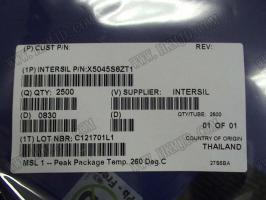 (P) CUST P/N: REV:
(1P) INTERSIL P/N:X5045S8ZT1
(Q) QTY: 2500 (V) SUPPLIER: INTERSIL
(D) 0830 QTY/TUBE: 2500
(D) 01 OF 01
(1T) LOT NBR: C121701L1 COUNTRY OF ORIGIN
THAILAND
MSL 1 -- Peak Package Temp. 260 Deg.C